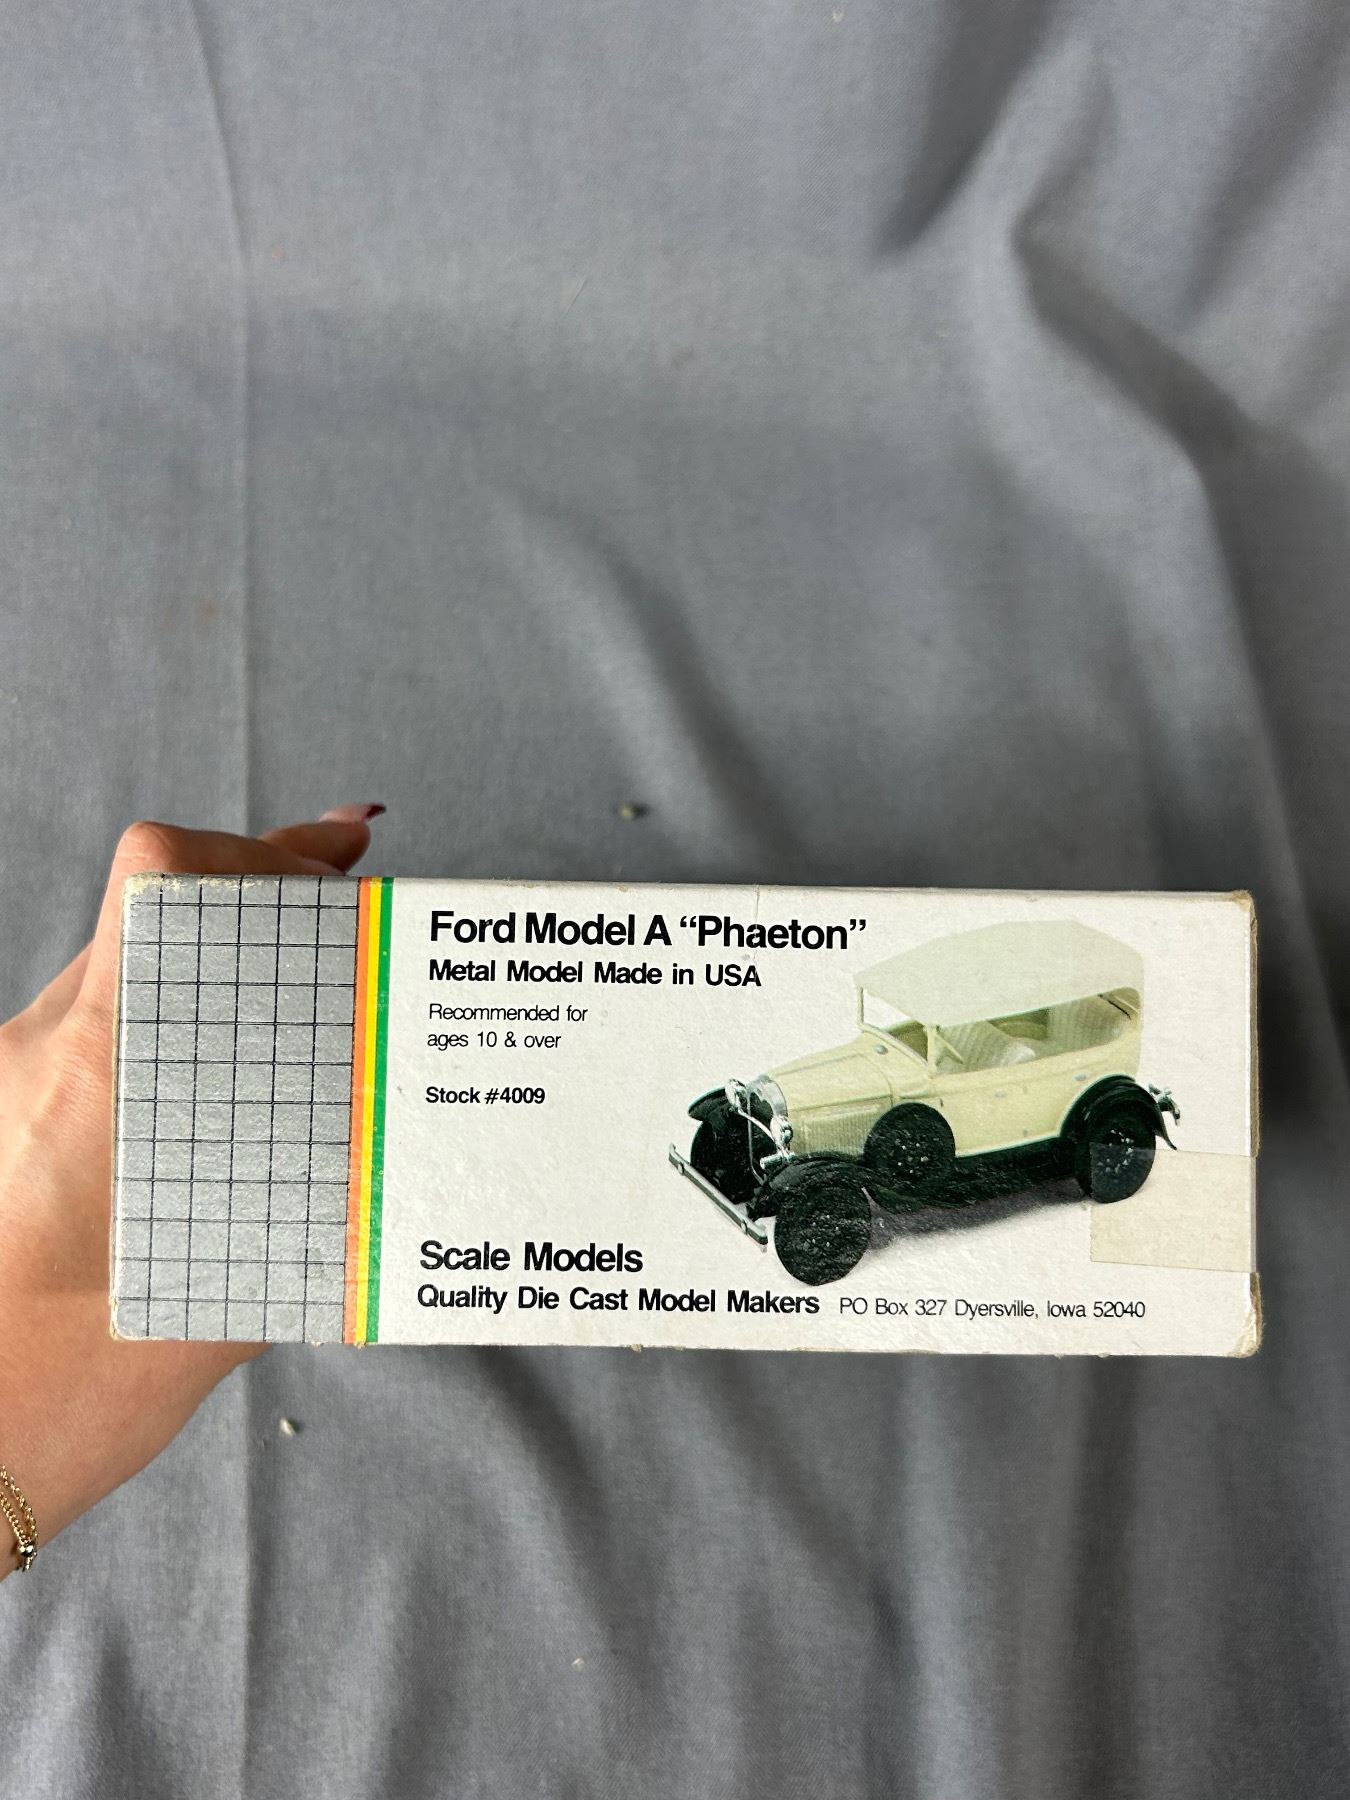 Ford Model A “Phaeton”
Metal Model Made in USA
Recommended for
ages 10 & over
Stock #4009
Scale Models
Quality Die Cast Model Makers PO Box 327 Dyersville, Iowa 52040